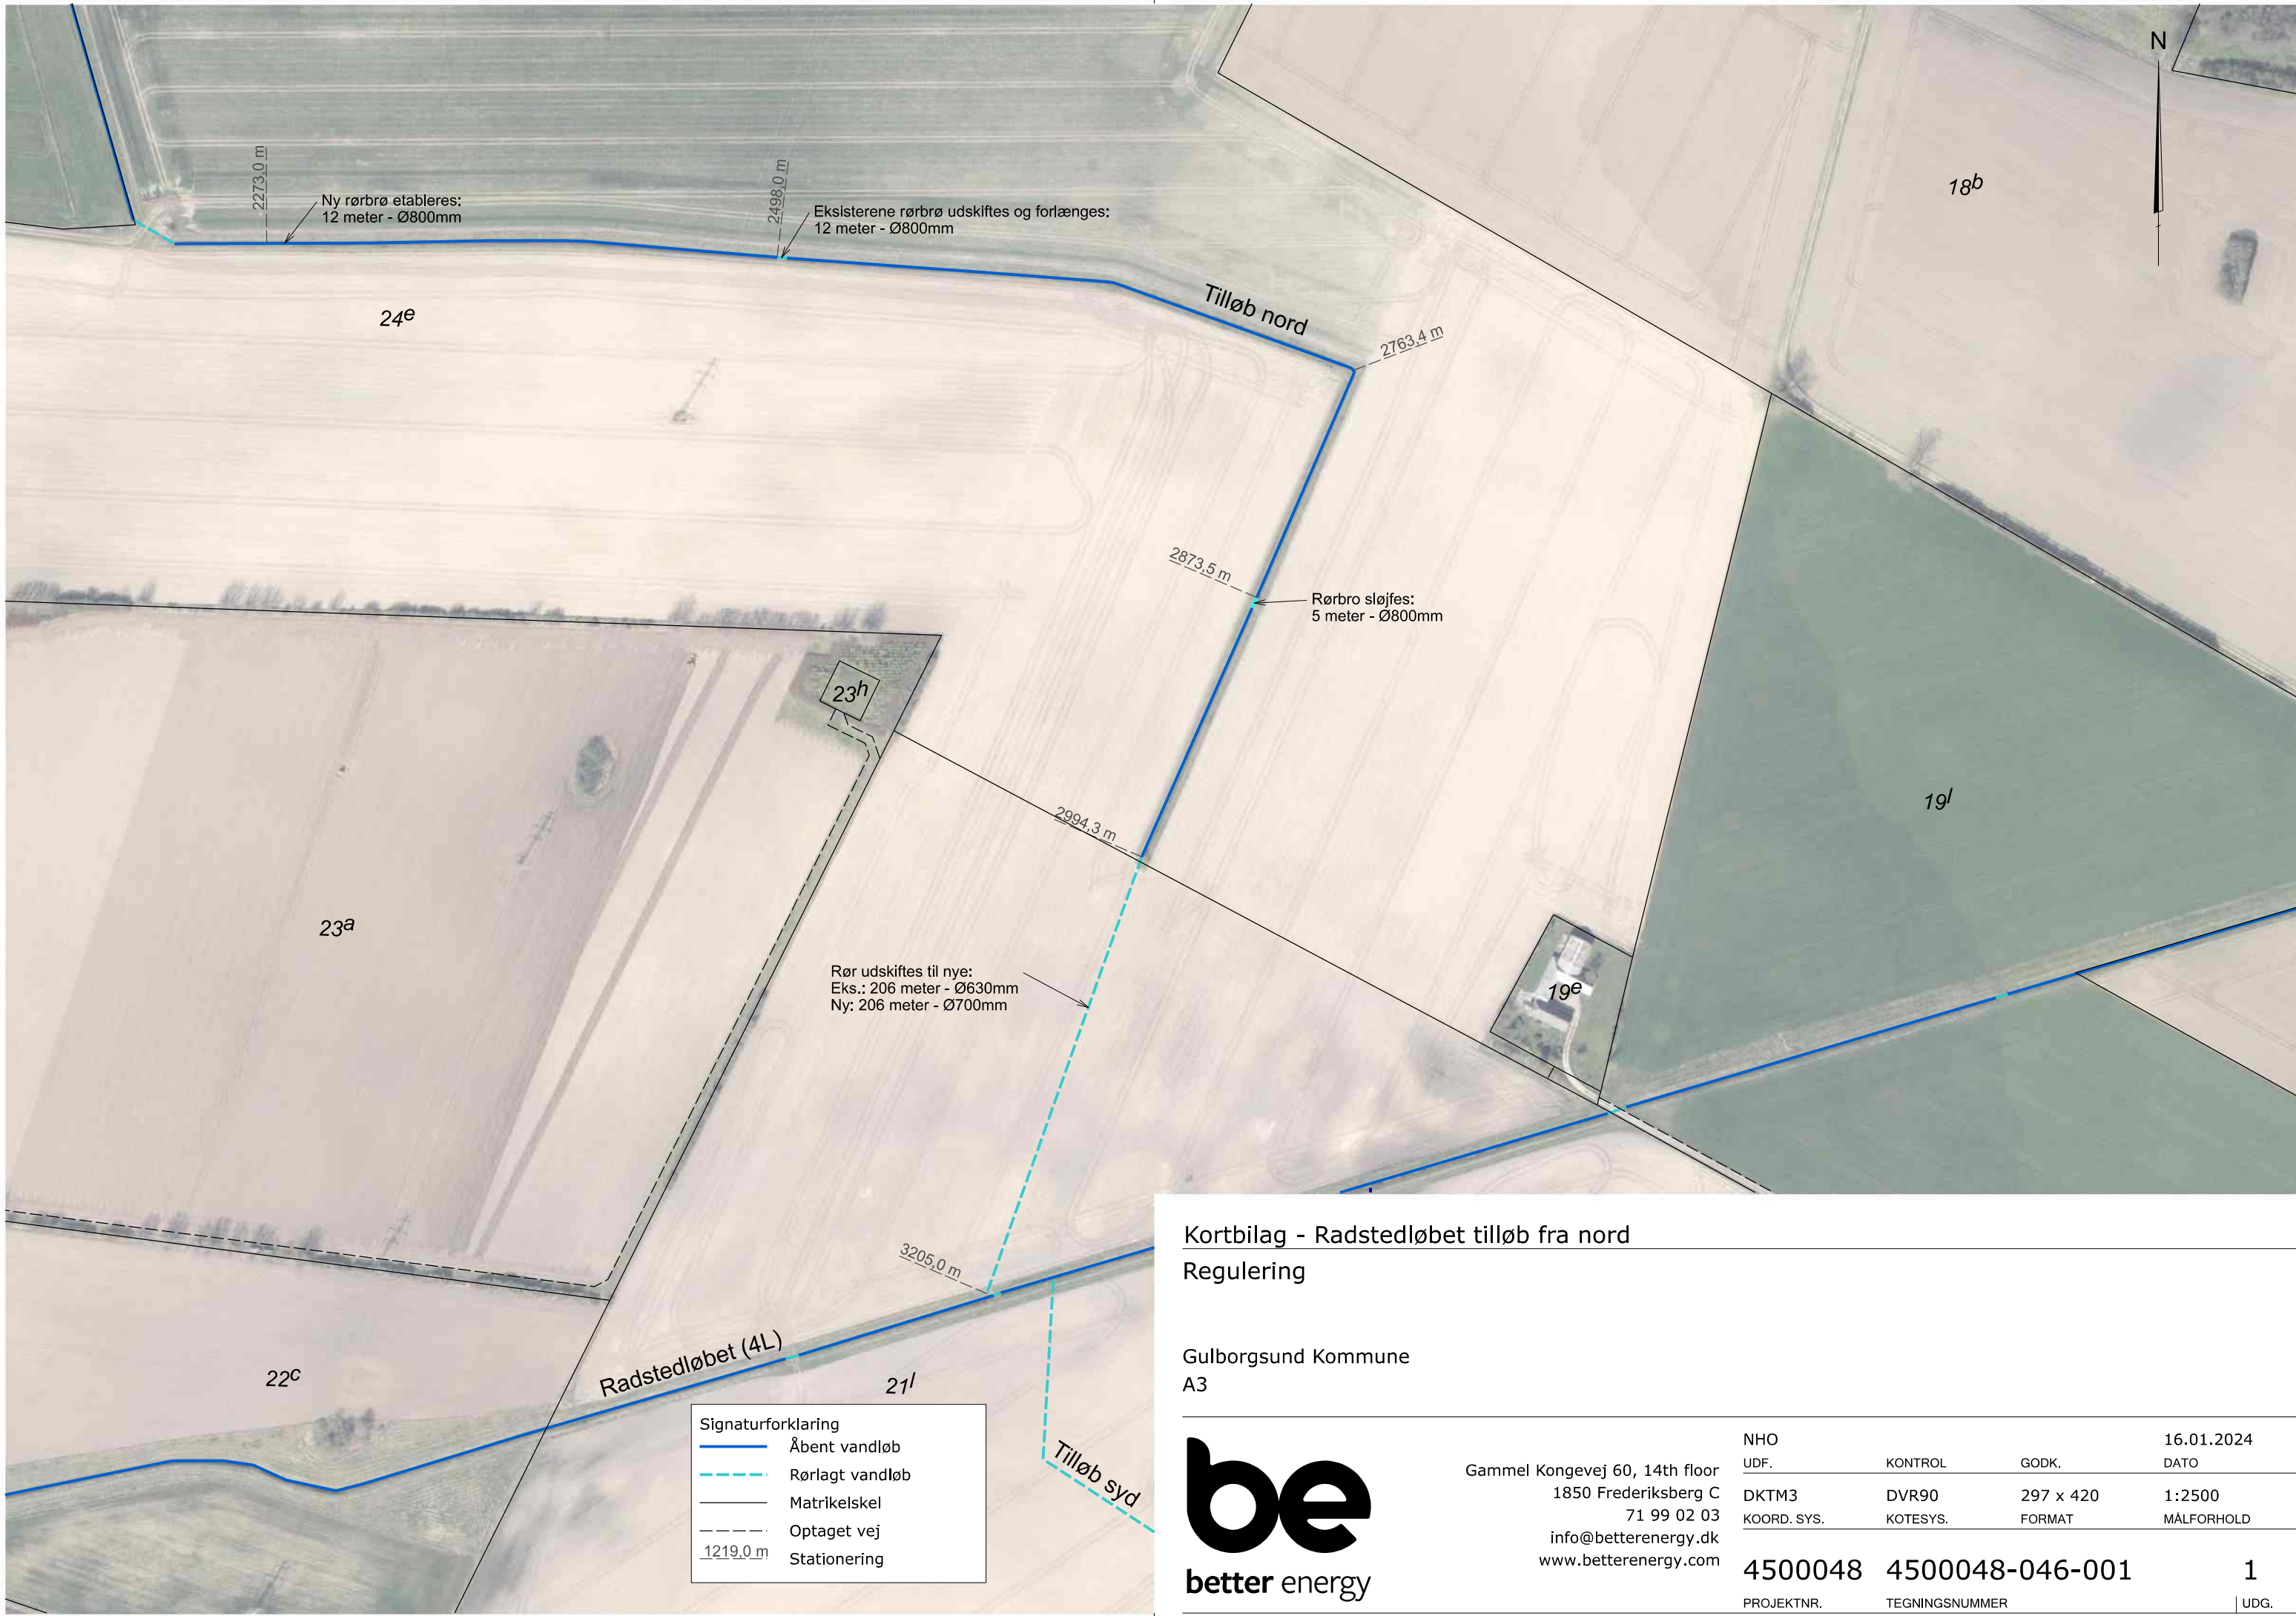 N
18b
2273,0 m
Ny rørbrø etableres:
12 meter - Ø800mm
2498,0 m
Eksisterene rørbrø udskiftes og forlænges:
12 meter - Ø800mm
24e
Tilløb nord
2763,4 m
2873,5 m
Rørbro sløjfes:
5 meter - Ø800mm
23h
19l
2994,3 m
23a
Rør udskiftes til nye:
Eks.: 206 meter - Ø630mm
Ny: 206 meter - Ø700mm
19e
3205,0 m
Radstedløbet (4L)
22c
21l
Tilløb syd
Signaturforklaring
Åbent vandløb
Rørlagt vandløb
Matrikelskel
Optaget vej
1219,0 m Stationering
Kortbilag - Radstedløbet tilløb fra nord
Regulering
Gulborgsund Kommune
A3
be
better energy
Gammel Kongevej 60, 14th floor
1850 Frederiksberg C
71 99 02 03
info@betterenergy.dk
www.betterenergy.com
NHO 16.01.2024
UDF. KONTROL GODK. DATO
DKTM3 DVR90 297 x 420 1:2500
KOORD. SYS. KOTESYS. FORMAT MÅLFORHOLD
4500048 4500048-046-001 1
PROJEKTNR. TEGNINGSNUMMER UDG.